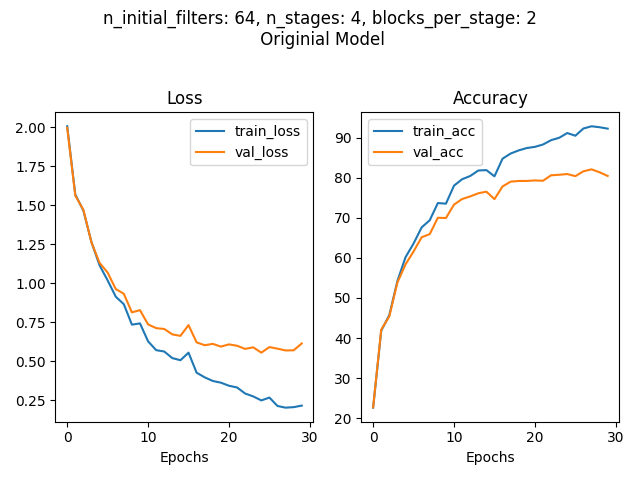 n_initial_filters: 64, n_stages: 4, blocks_per_stage: 2
Originial Model
Loss
train_loss
val_loss
2.00
1.75
1.50
1.25
1.00
0.75
0.50
0.25
0
10
20
30
Epochs
Accuracy
train_acc
val_acc
90
80
70
60
50
40
30
20
0
10
20
30
Epochs